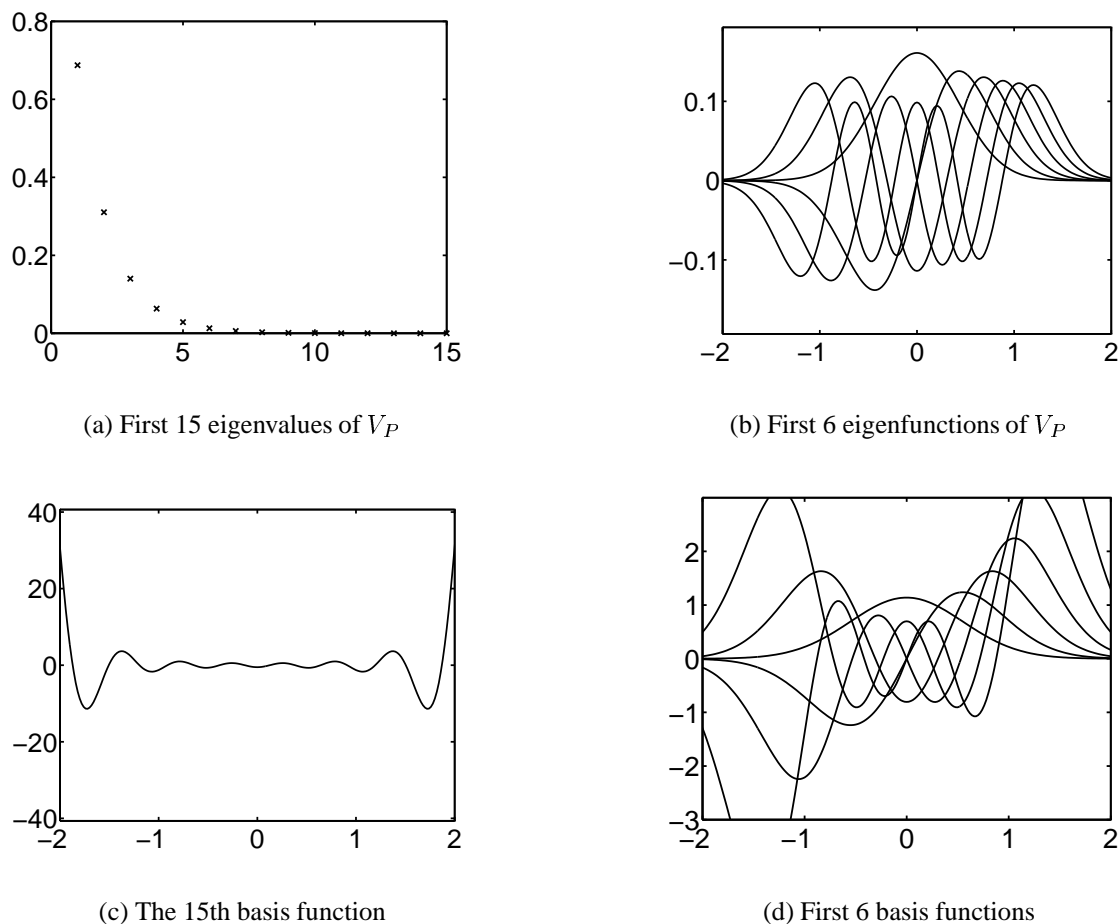 0.8
0.6
0.4
0.2
0
0 5 10 15
(a) First 15 eigenvalues of V_P
0.1
0
−0.1
−2 −1 0 1 2
(b) First 6 eigenfunctions of V_P
40
20
0
−20
−40
−2 −1 0 1 2
(c) The 15th basis function
2
1
0
−1
−2
−3
−2 −1 0 1 2
(d) First 6 basis functions